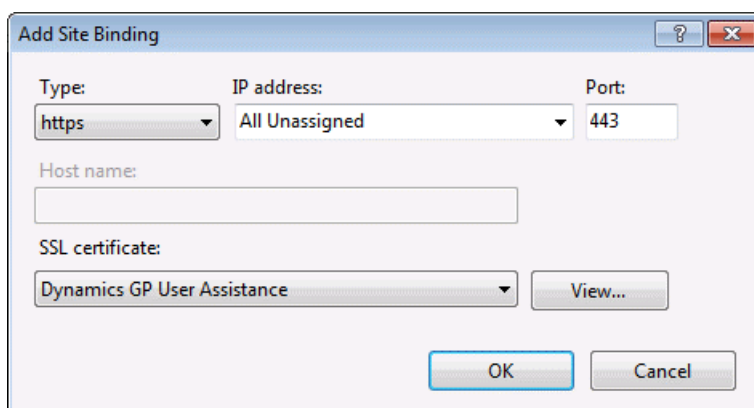 Add Site Binding
Type: IP address: Port:
https All Unassigned 443
Host name:
SSL certificate:
Dynamics GP User Assistance View...
OK Cancel